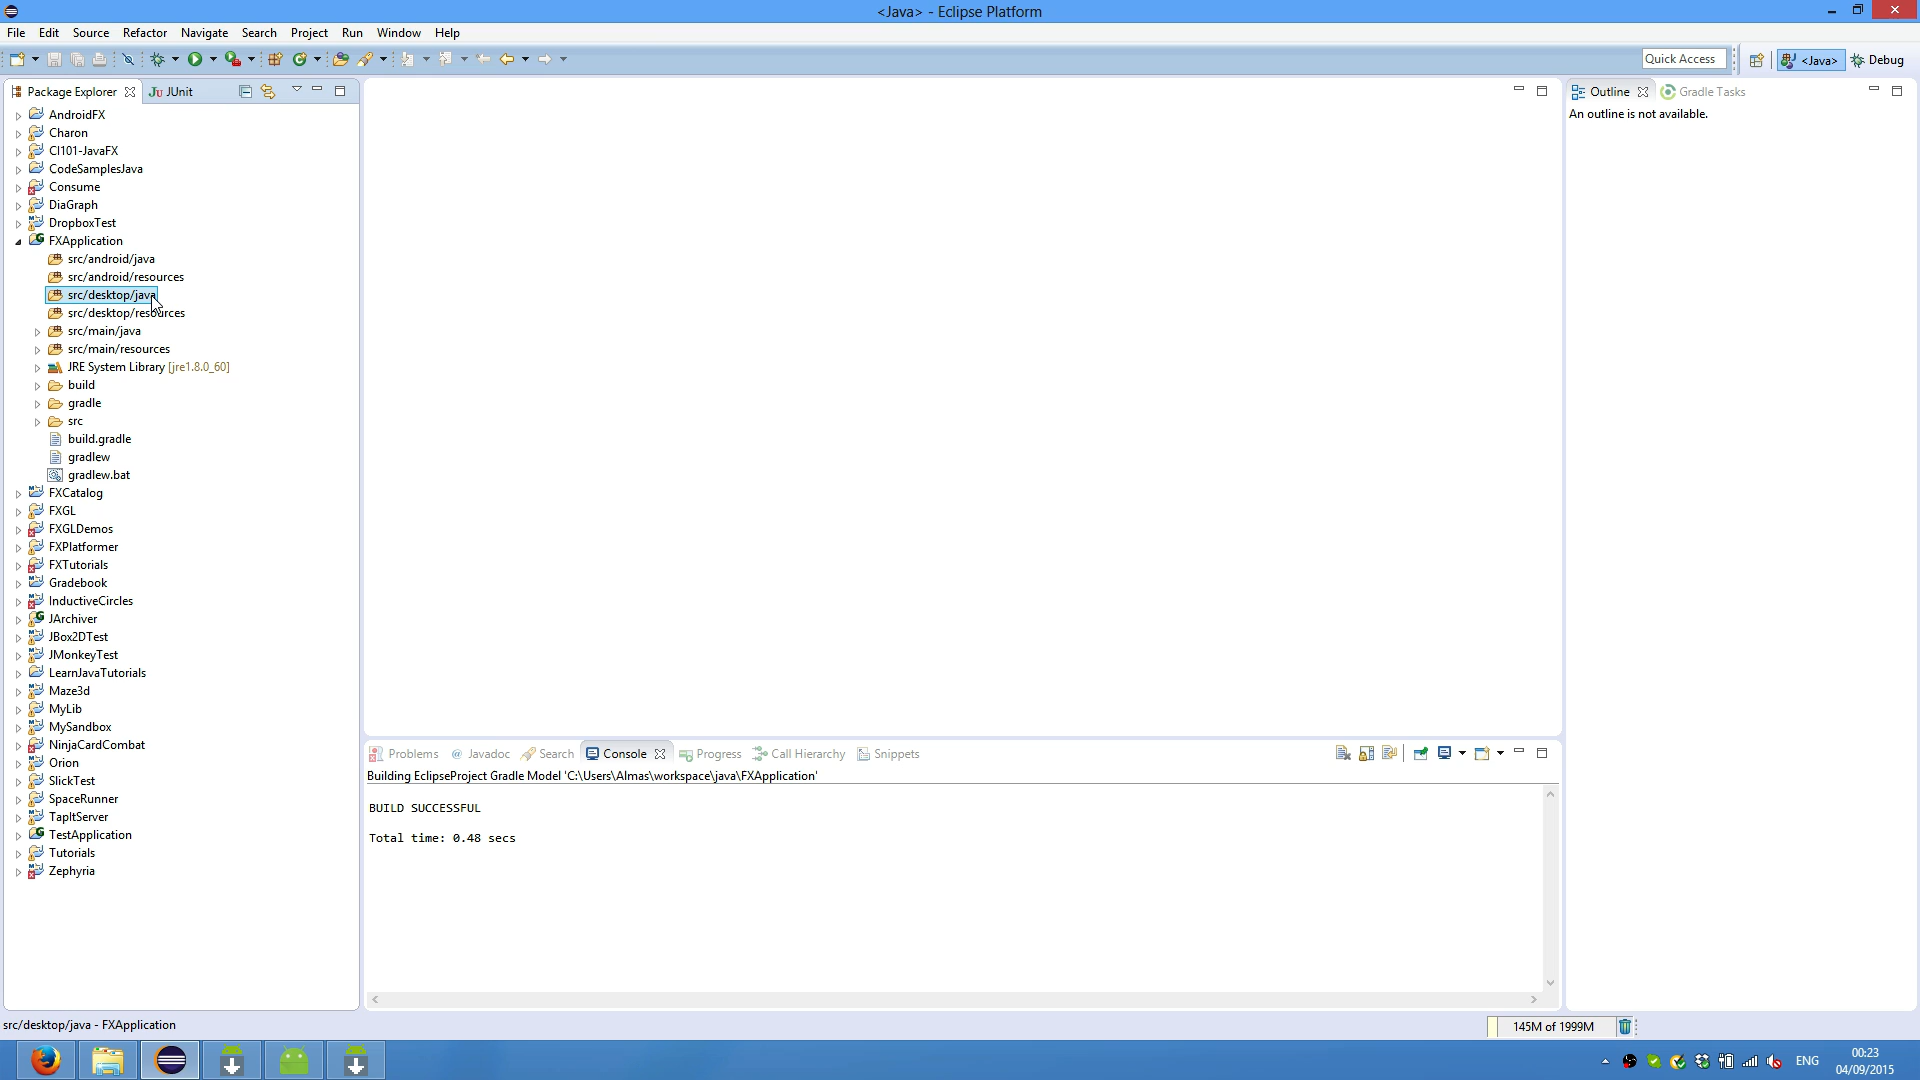 <Java> - Eclipse Platform
File Edit Source Refactor Navigate Search Project Run Window Help
Quick Access
<Java>
Debug
Package Explorer
JUnit
AndroidFX
Charon
CI101-JavaFX
CodeSamplesJava
Consume
DiaGraph
DropboxTest
FXApplication
src/android/java
src/android/resources
src/desktop/java
src/desktop/resources
src/main/java
src/main/resources
JRE System Library [jre1.8.0_60]
build
gradle
src
build.gradle
gradlew
gradlew.bat
FXCatalog
FXGL
FXGLDemos
FXPlatformer
FXTutorials
Gradebook
InductiveCircles
JArchiver
JBox2DTest
JMonkeyTest
LearnJavaTutorials
Maze3d
MyLib
MySandbox
NinjaCardCombat
Orion
SlickTest
SpaceRunner
TapItServer
TestApplication
Tutorials
Zephyria
Outline
Gradle Tasks
An outline is not available.
Problems @ Javadoc Search Console Progress Call Hierarchy Snippets
Building EclipseProject Gradle Model 'C:\Users\Almas\workspace\java\FXApplication'
BUILD SUCCESSFUL
Total time: 0.48 secs
src/desktop/java - FXApplication
145M of 1999M
ENG
00:23
04/09/2015